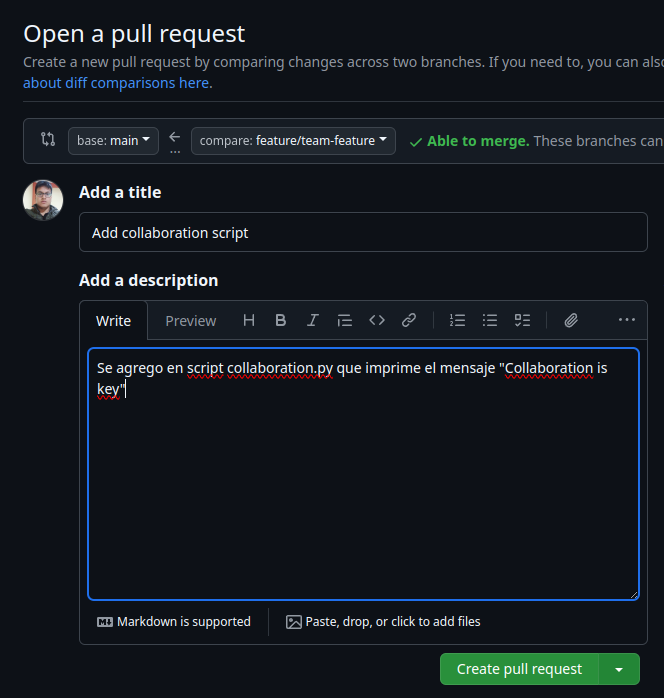 Open a pull request
Create a new pull request by comparing changes across two branches. If you need to, you can also
about diff comparisons here.
base: main
...
compare: feature/team-feature
Able to merge. These branches can
Add a title
Add collaboration script
Add a description
Write Preview H B I
Se agrego en script collaboration.py que imprime el mensaje "Collaboration is
key"
Markdown is supported
Paste, drop, or click to add files
Create pull request